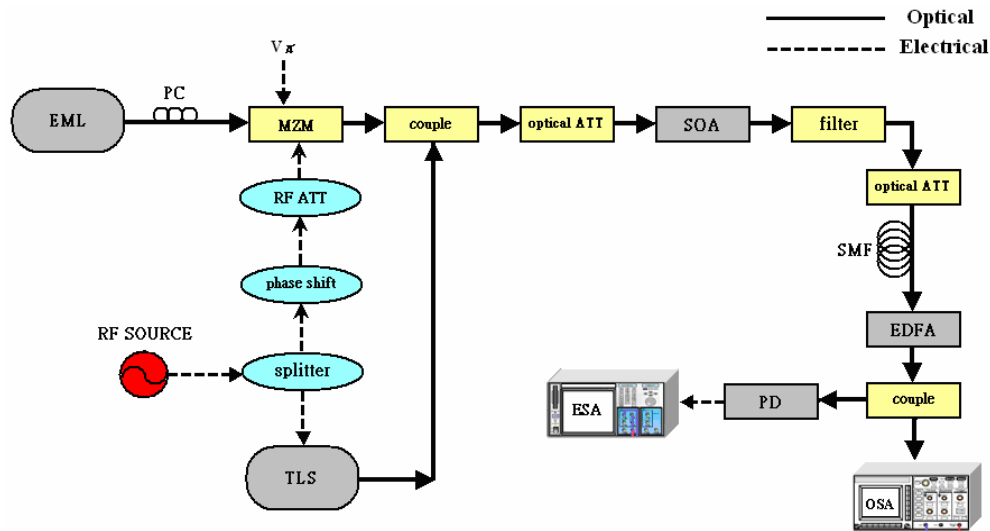 Optical
Electrical
V π
PC
EML
MZM
couple
optical ATT
SOA
filter
RF ATT
optical ATT
SMF
phase shift
RF SOURCE
EDFA
splitter
ESA
PD
couple
TLS
OSA